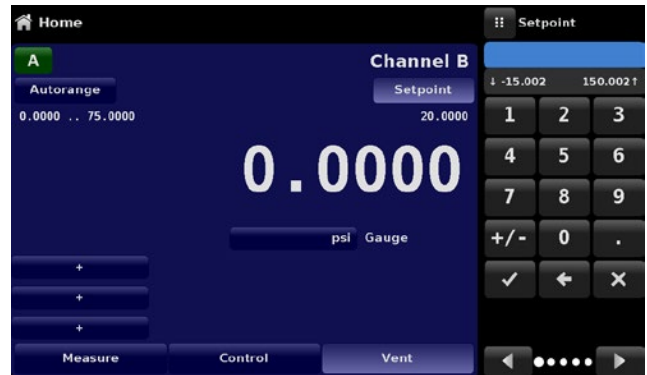 Home
A
Channel B
Autorange
Setpoint
0.0000 .. 75.0000
20.0000
0.0000
psi Gauge
+
+
+
Measure Control Vent
Setpoint
↓ -15.002 150.002↑
1 2 3
4 5 6
7 8 9
+/- 0 .